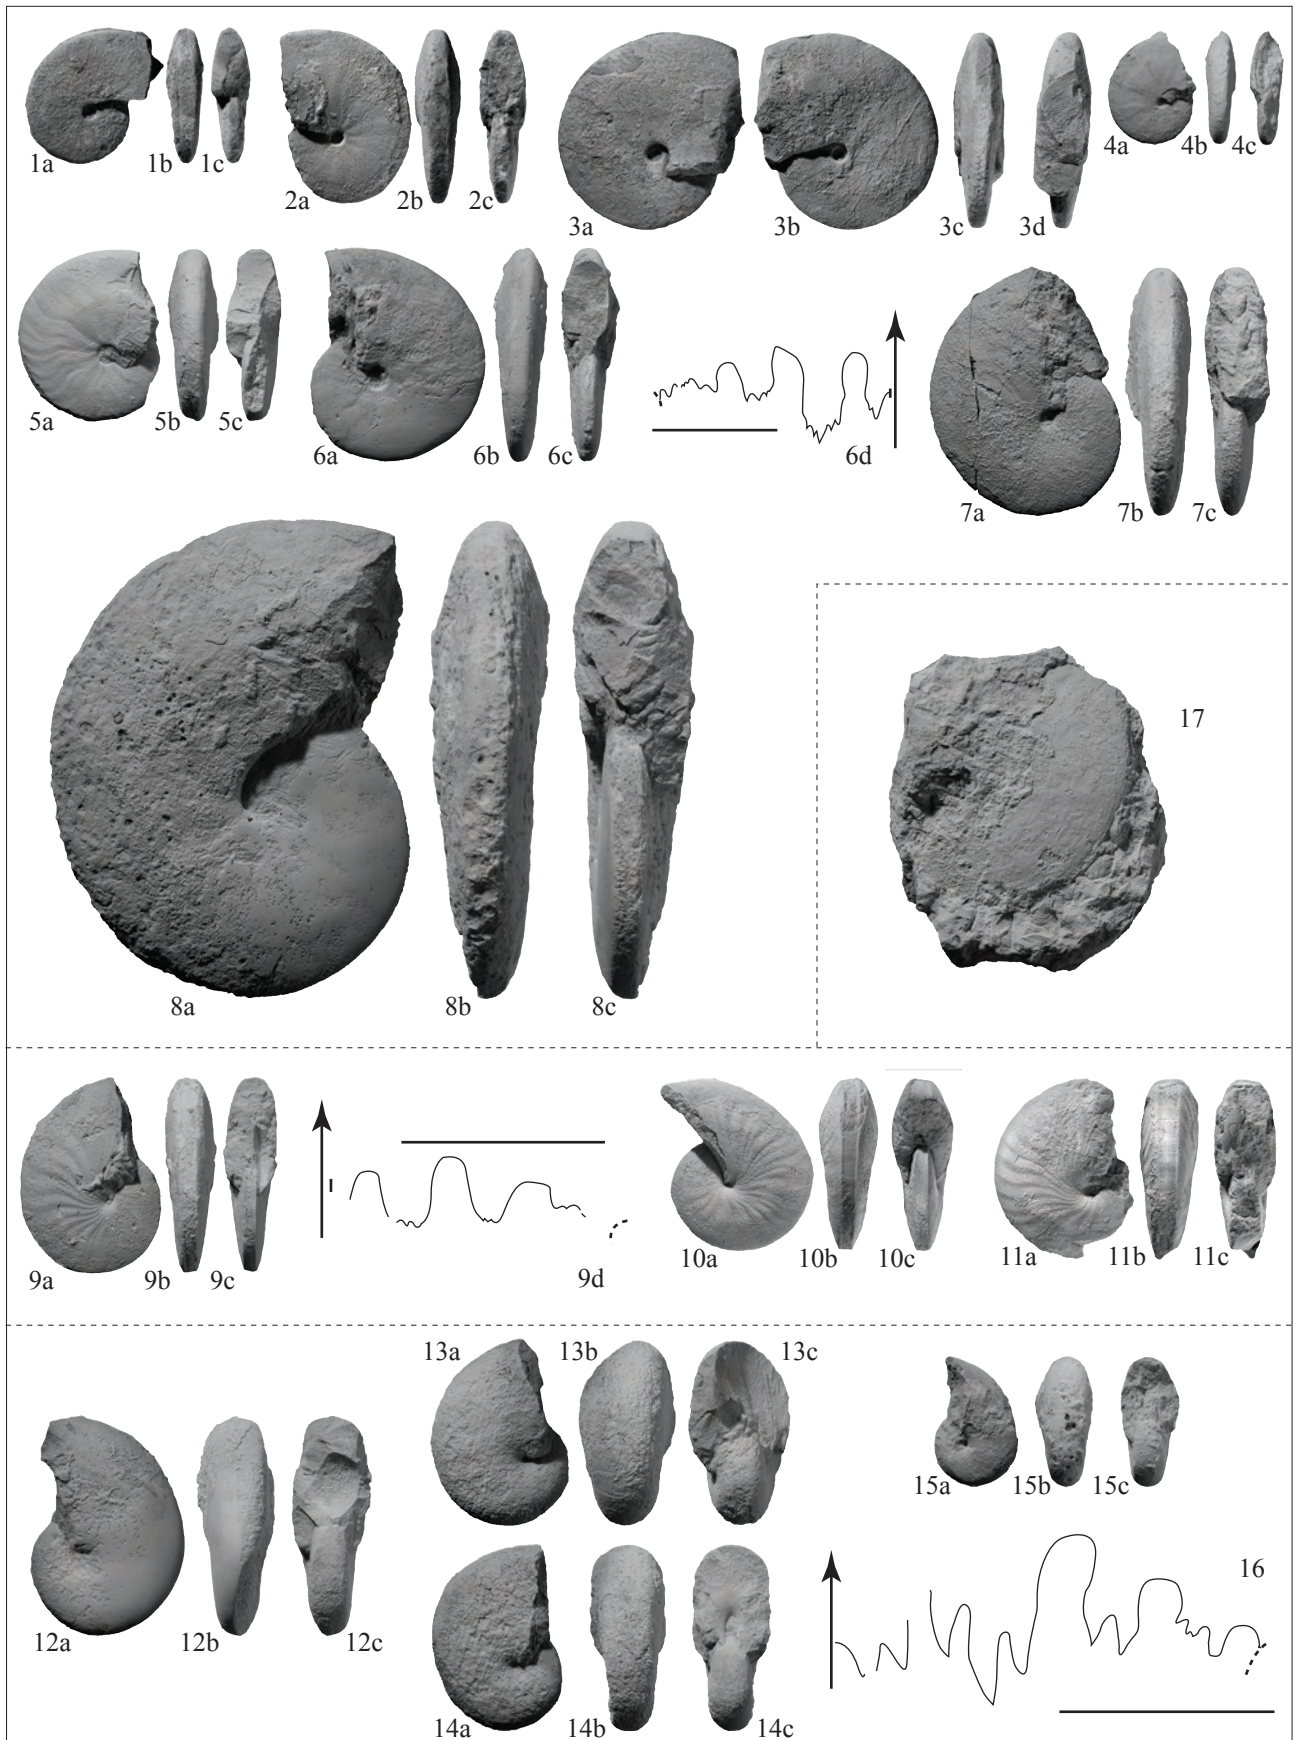 1a 1b 1c 2a 2b 2c 3a 3b 3c 3d 4a 4b 4c
5a 5b 5c 6a 6b 6c 6d 7a 7b 7c
8a 8b 8c 17
9a 9b 9c 9d 10a 10b 10c 11a 11b 11c
13a 13b 13c
12a 12b 12c 15a 15b 15c
14a 14b 14c 16